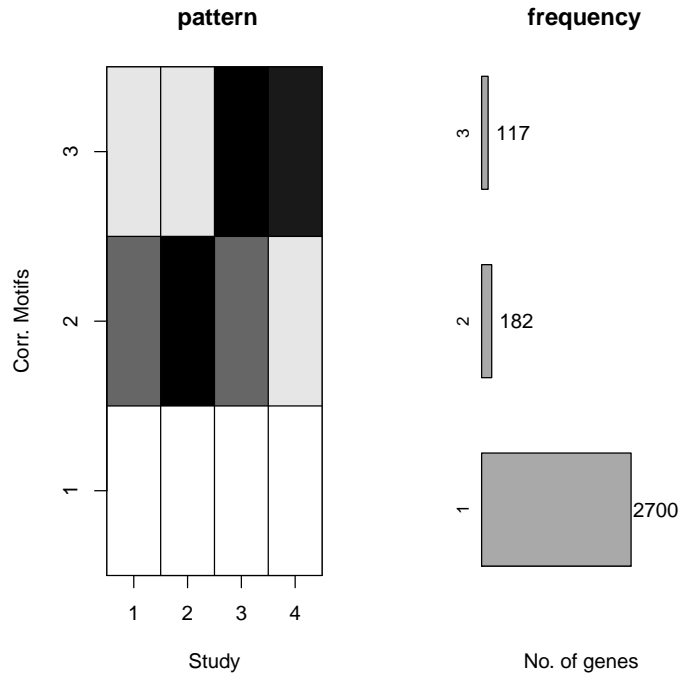 pattern
frequency
3
2
1
Corr. Motifs
1 2 3 4
Study
3
117
2
182
1
2700
No. of genes